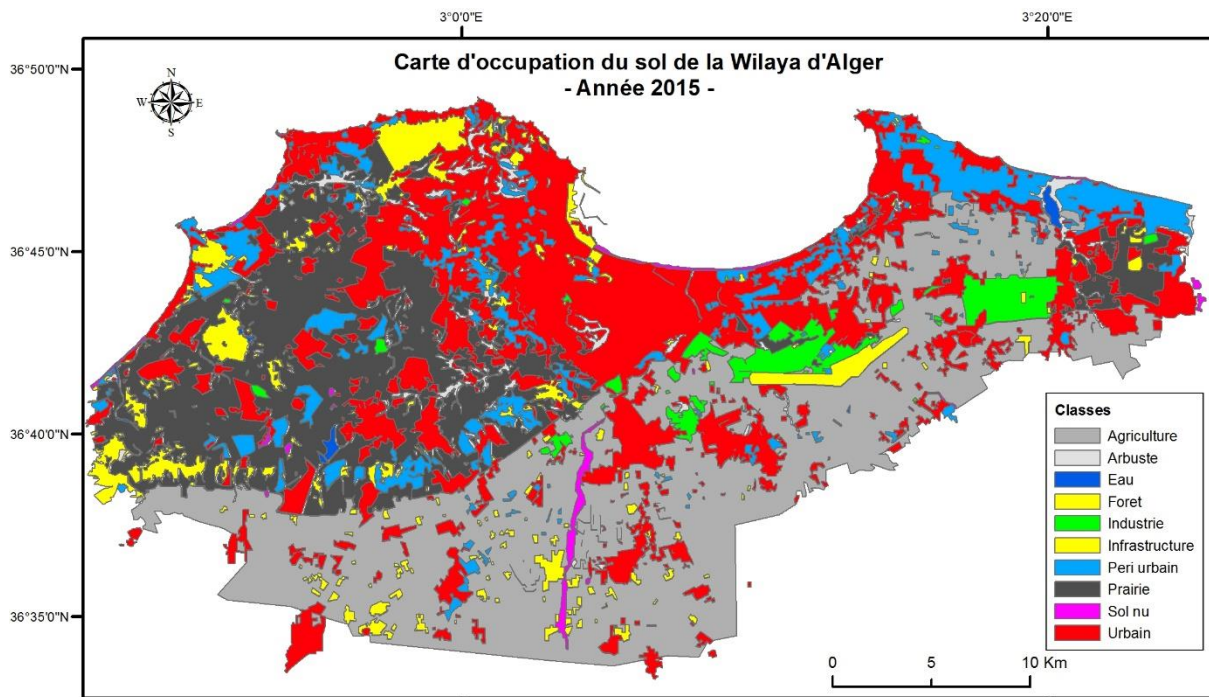 3°0'0"E
3°20'0"E
36°50'0"N
Carte d'occupation du sol de la Wilaya d'Alger
- Année 2015 -
N
W
E
S
36°45'0"N
36°40'0"N
36°35'0"N
Classes
Agriculture
Arbuste
Eau
Foret
Industrie
Infrastructure
Peri urbain
Prairie
Sol nu
Urbain
0 5 10 Km